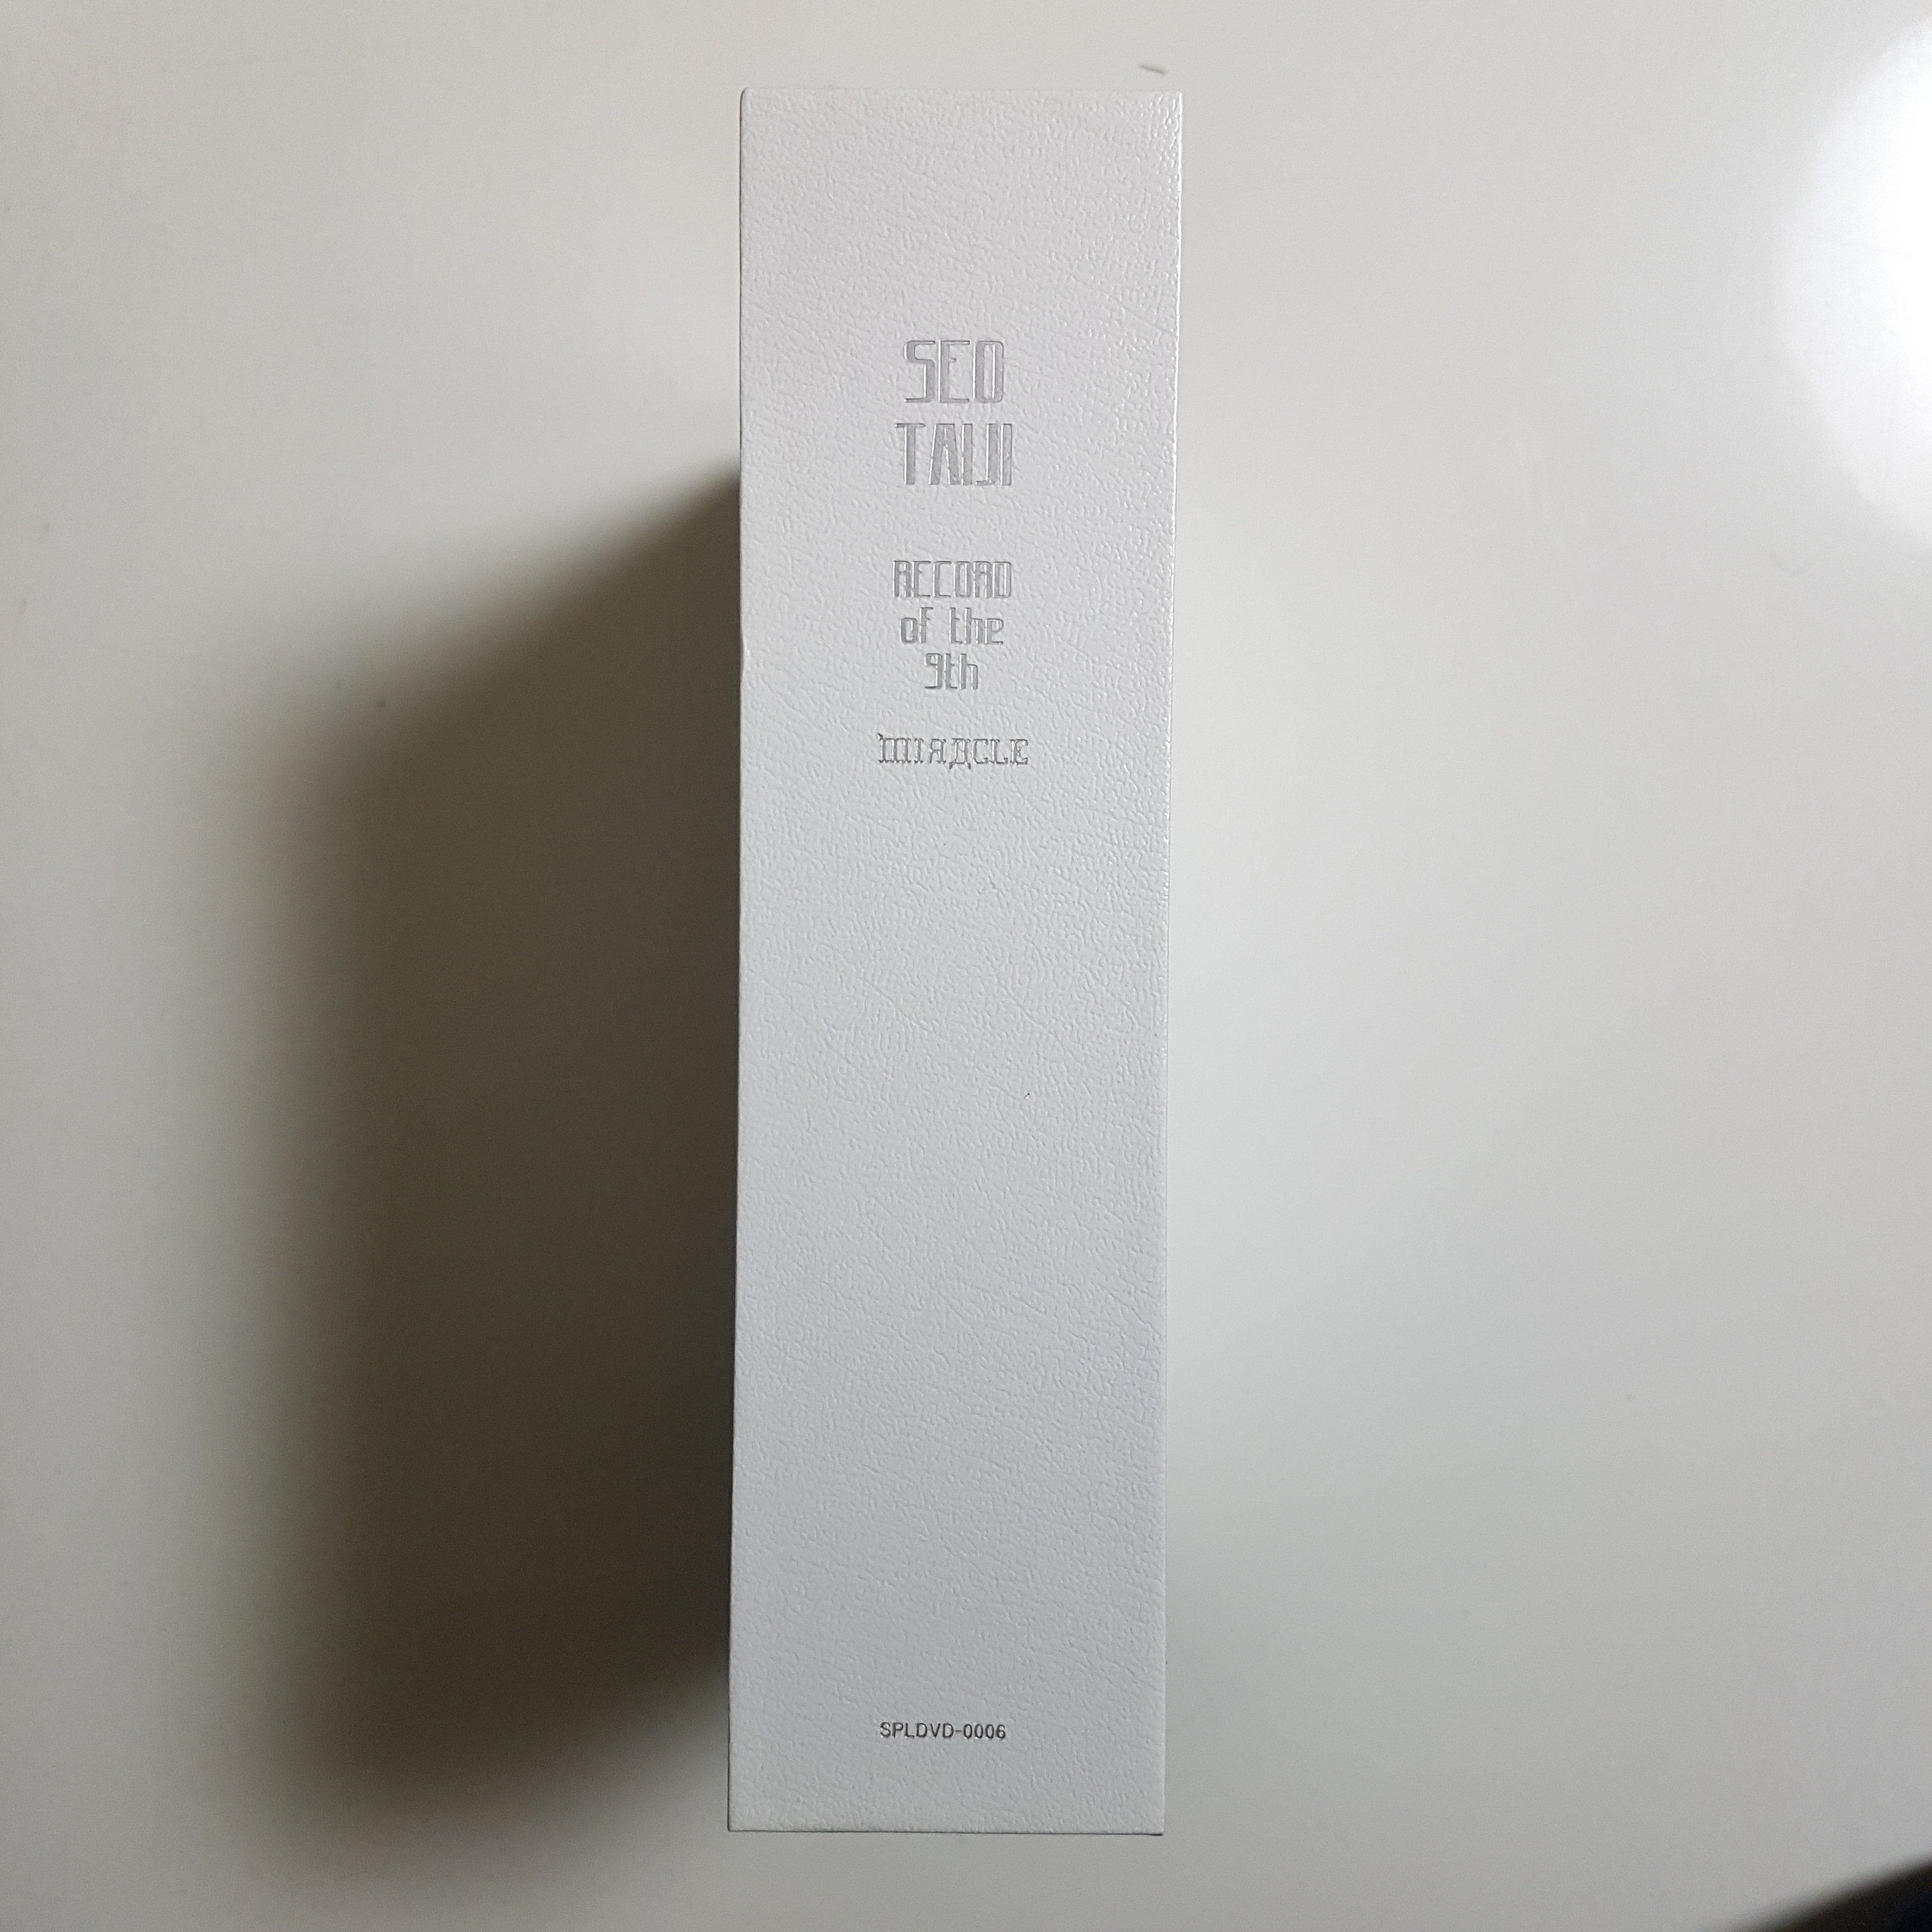 SEO
TAIJI
RECORD
of the
9th
MIRACLE
SPLDVD-0006